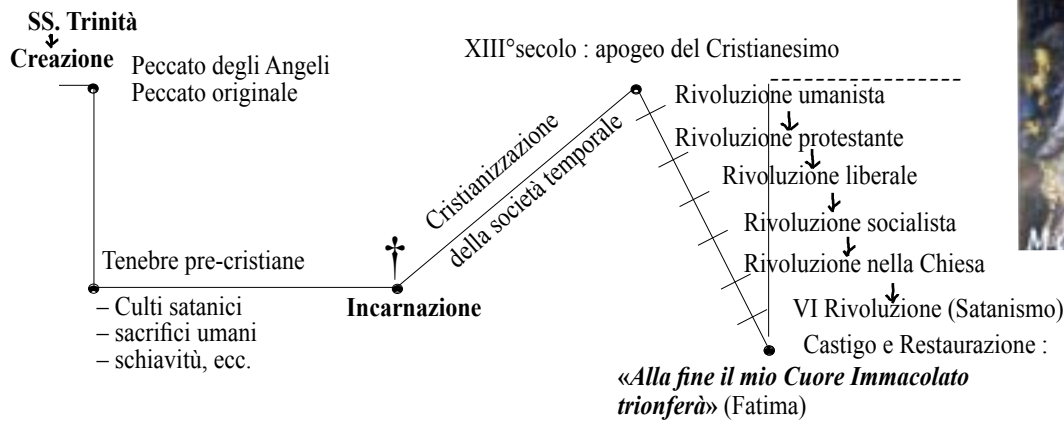 SS. Trinità
Creazione
Peccato degli Angeli
Peccato originale
Tenebre pre-cristiane
– Culti satanici
– sacrifici umani
– schiavitù, ecc.
†
Incarnazione
Cristianizzazione
della società temporale
XIII°secolo : apogeo del Cristianesimo
Rivoluzione umanista
Rivoluzione protestante
Rivoluzione liberale
Rivoluzione socialista
Rivoluzione nella Chiesa
VI Rivoluzione (Satanismo)
Castigo e Restaurazione :
«Alla fine il mio Cuore Immacolato
trionferà» (Fatima)